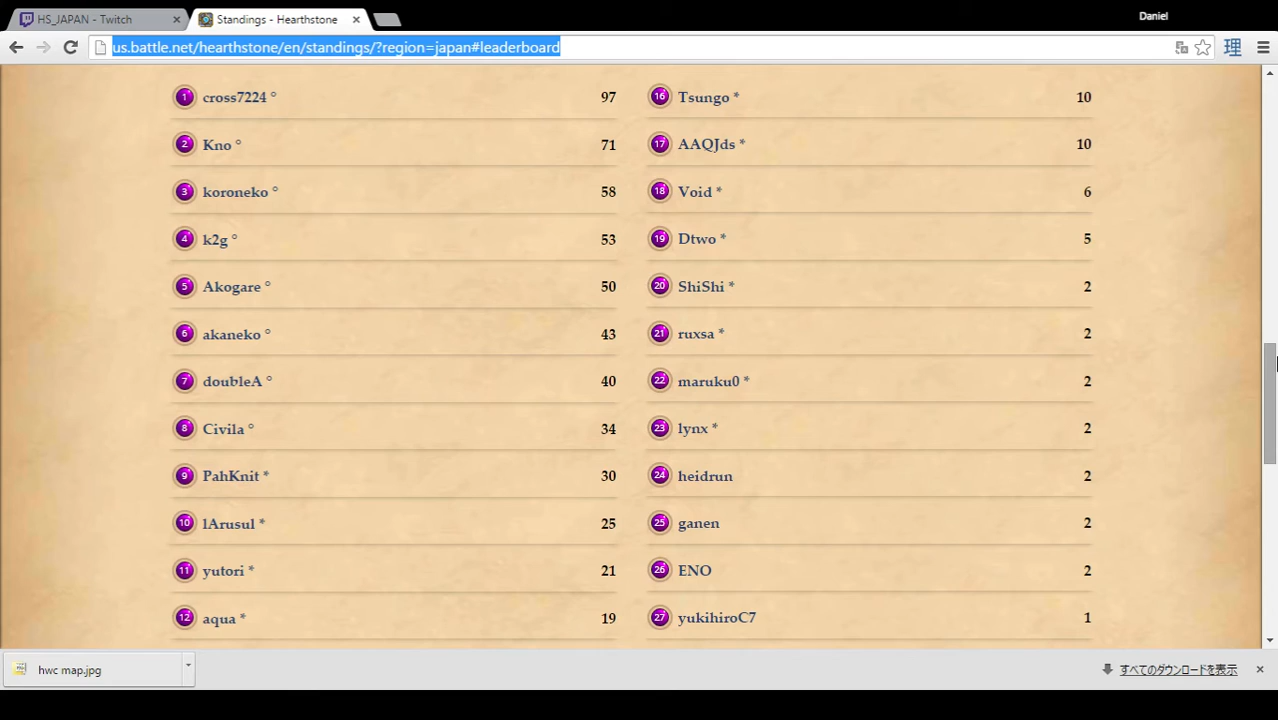 HS_JAPAN - Twitch
Standings - Hearthstone
Daniel
us.battle.net/hearthstone/en/standings/?region=japan#leaderboard
理
1 cross7224 ° 97
2 Kno ° 71
3 koroneko ° 58
4 k2g ° 53
5 Akogare ° 50
6 akaneko ° 43
7 doubleA ° 40
8 Civila ° 34
9 PahKnit * 30
10 lArusul * 25
11 yutori * 21
12 aqua * 19
16 Tsungo * 10
17 AAQJds * 10
18 Void * 6
19 Dtwo * 5
20 ShiShi * 2
21 ruxsa * 2
22 maruku0 * 2
23 lynx * 2
24 heidrun 2
25 ganen 2
26 ENO 2
27 yukihiroC7 1
hwc map.jpg
すべてのダウンロードを表示